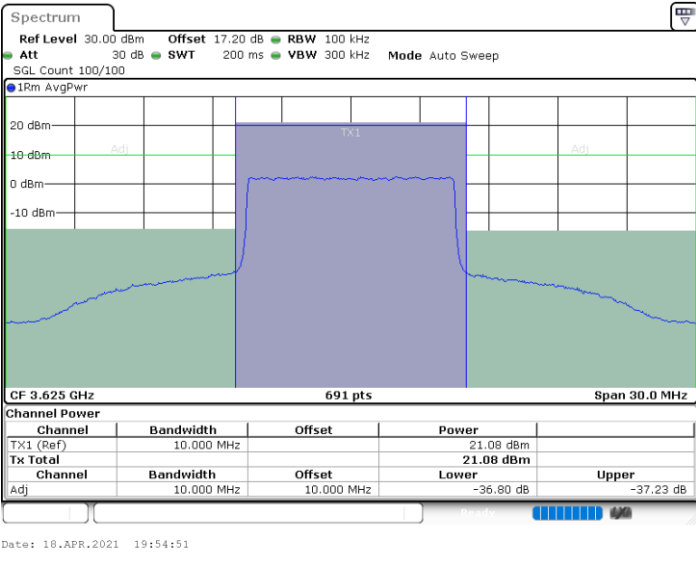 Spectrum
Ref Level 30.00 dBm Offset 17.20 dB RBW 100 kHz
Att 30 dB SWT 200 ms VBW 300 kHz Mode Auto Sweep
SGL Count 100/100
1Rm AvgPwr
20 dBm
TX1
Adj
Adj
10 dBm
0 dBm
-10 dBm
CF 3.625 GHz 691 pts Span 30.0 MHz
Channel Power
Channel Bandwidth Offset Power
TX1 (Ref) 10.000 MHz 21.08 dBm
Tx Total 21.08 dBm
Channel Bandwidth Offset Lower Upper
Adj 10.000 MHz 10.000 MHz -36.80 dB -37.23 dB
Ready
Date: 18.APR.2021 19:54:51